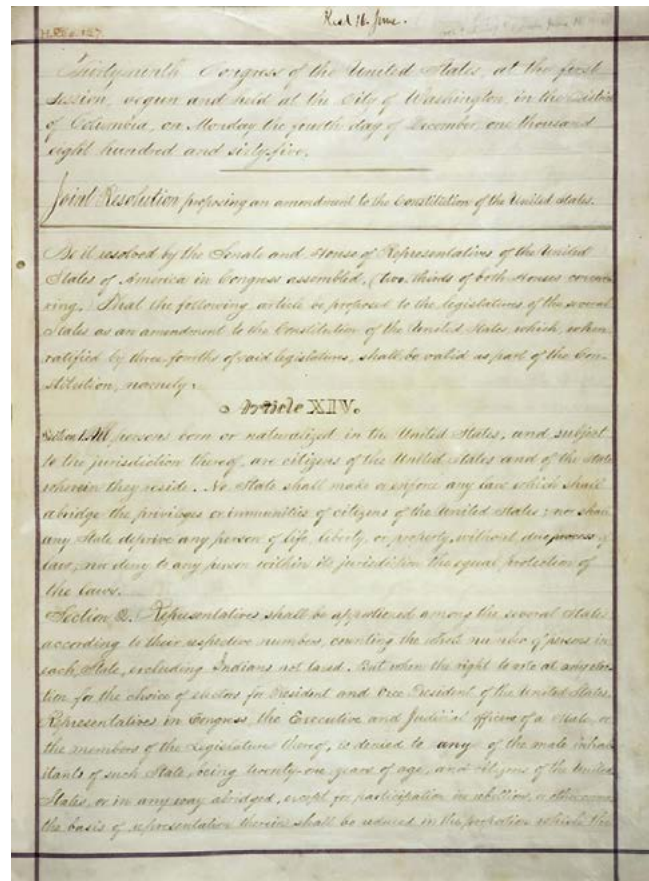 Recd 16. June.
H.Res. 127.
Thirty-ninth Congress of the United States, at the first
Session, begun and held at the City of Washington, in the District
of Columbia, on Monday the fourth day of December, one thousand
eight hundred and sixty-five.
Joint Resolution proposing an amendment to the Constitution of the United States.
Be it resolved by the Senate and House of Representatives of the United
States of America in Congress assembled, (two thirds of both Houses concur-
ring,) That the following article be proposed to the legislatures of the several
States as an amendment to the Constitution of the United States, which, when
ratified by three-fourths of said legislatures, shall be valid as part of the Con-
stitution, namely:
Article XIV.
Section 1. All persons born or naturalized in the United States, and subject
to the jurisdiction thereof, are citizens of the United States and of the State
wherein they reside. No State shall make or enforce any law which shall
abridge the privileges or immunities of citizens of the United States; nor shall
any State deprive any person of life, liberty, or property, without due process of
law, nor deny to any person within its jurisdiction the equal protection of
the laws.
Section 2. Representatives shall be apportioned among the several States
according to their respective numbers, counting the whole number of persons in
each State, excluding Indians not taxed. But when the right to vote at any elec-
tion for the choice of electors for President and Vice President of the United States,
Representatives in Congress, the Executive and Judicial officers of a State, or
the members of the Legislature thereof, is denied to any of the male inhab-
itants of such State, being twenty-one years of age, and citizens of the United
States, or in any way abridged, except for participation in rebellion, or other crime,
the basis of representation therein shall be reduced in the proportion which the